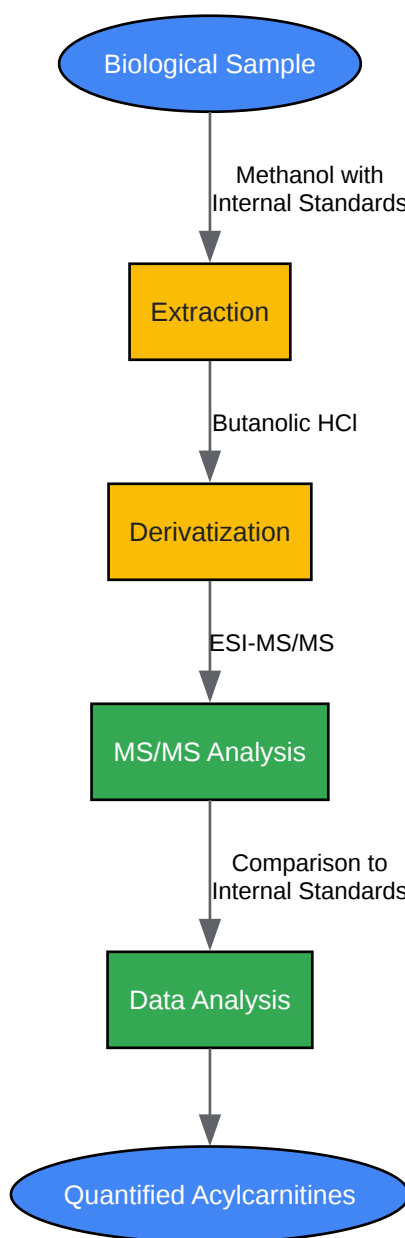 Biological Sample
Methanol with
Internal Standards
Extraction
Butanolic HCl
Derivatization
ESI-MS/MS
MS/MS Analysis
Comparison to
Internal Standards
Data Analysis
Quantified Acylcarnitines